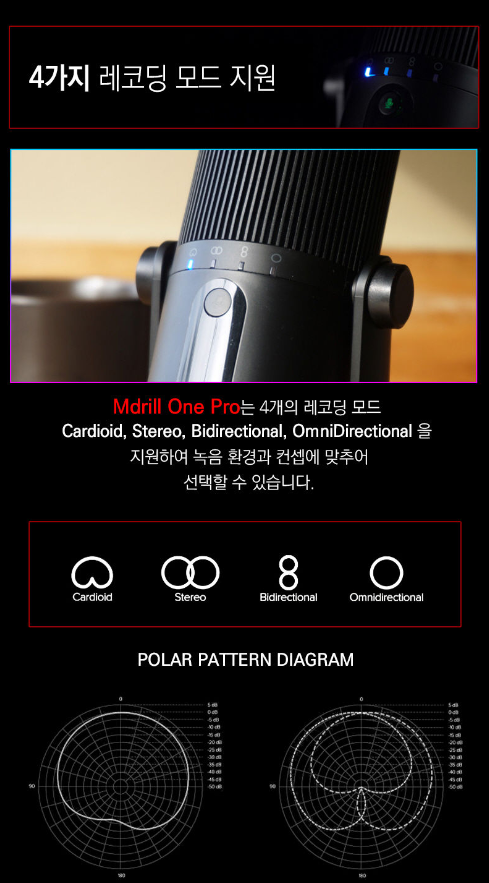 4가지 레코딩 모드 지원
Mdrill One Pro는 4개의 레코딩 모드
Cardioid, Stereo, Bidirectional, OmniDirectional 을
지원하여 녹음 환경과 컨셉에 맞추어
선택할 수 있습니다.
Cardioid Stereo Bidirectional Omnidirectional
POLAR PATTERN DIAGRAM
0 0
5 dB 5 dB
0 dB 0 dB
-5 dB -5 dB
-10 dB -10 dB
-15 dB -15 dB
-20 dB -20 dB
-25 dB -25 dB
-30 dB -30 dB
-35 dB -35 dB
-40 dB -40 dB
-45 dB -45 dB
-50 dB -50 dB
90 90
180 180